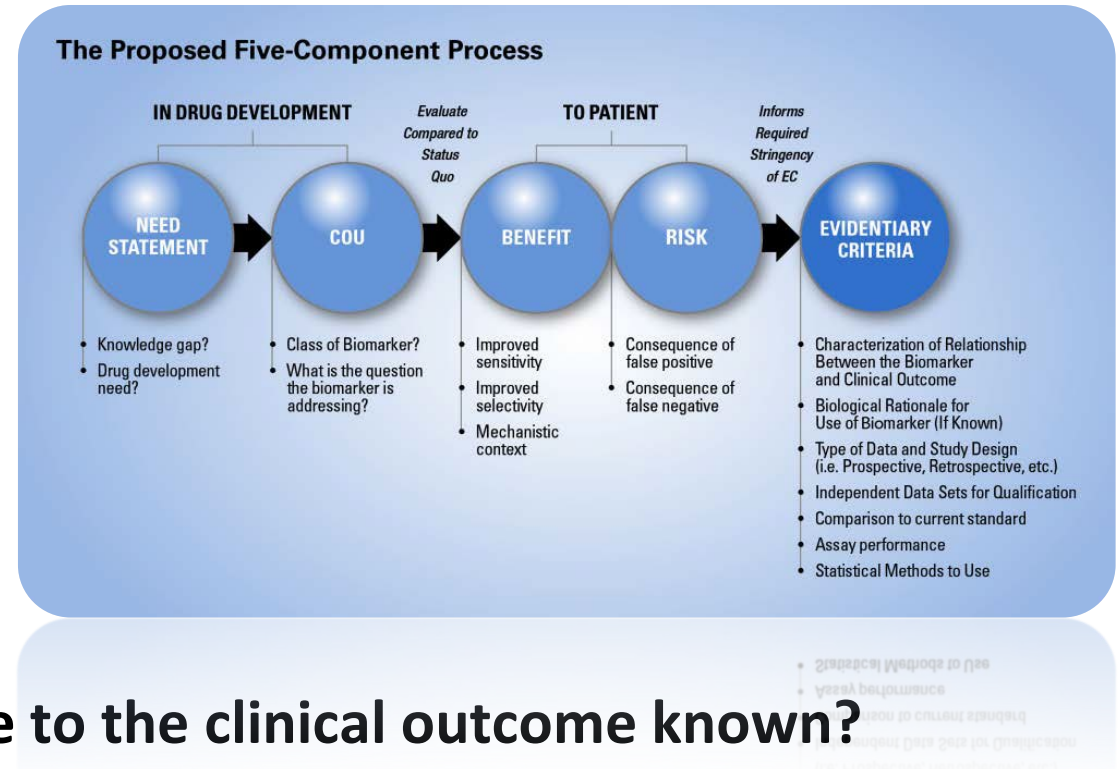 The Proposed Five-Component Process
IN DRUG DEVELOPMENT
Evaluate
Compared to
Status
Quo
TO PATIENT
Informs
Required
Stringency
of EC
NEED
STATEMENT
COU
BENEFIT
RISK
EVIDENTIARY
CRITERIA
• Knowledge gap?
• Drug development
need?
• Class of Biomarker?
• What is the question
the biomarker is
addressing?
• Improved
sensitivity
• Improved
selectivity
• Mechanistic
context
• Consequence of
false positive
• Consequence of
false negative
• Characterization of Relationship
Between the Biomarker
and Clinical Outcome
• Biological Rationale for
Use of Biomarker (If Known)
• Type of Data and Study Design
(i.e. Prospective, Retrospective, etc.)
• Independent Data Sets for Qualification
• Comparison to current standard
• Assay performance
• Statistical Methods to Use
to the clinical outcome known?